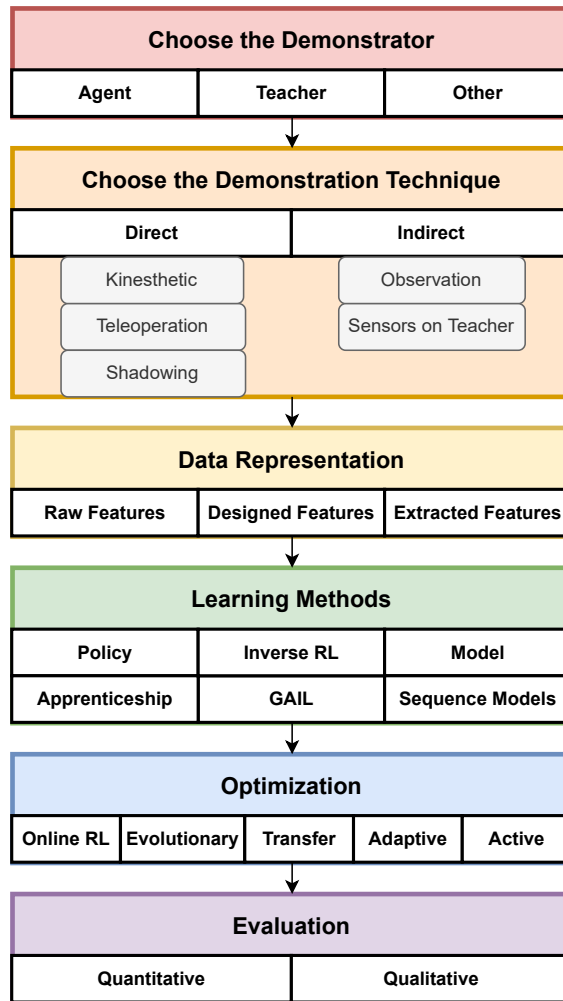 Choose the Demonstrator
Agent Teacher Other
Choose the Demonstration Technique
Direct Indirect
Kinesthetic Observation
Teleoperation Sensors on Teacher
Shadowing
Data Representation
Raw Features Designed Features Extracted Features
Learning Methods
Policy Inverse RL Model
Apprenticeship GAIL Sequence Models
Optimization
Online RL Evolutionary Transfer Adaptive Active
Evaluation
Quantitative Qualitative